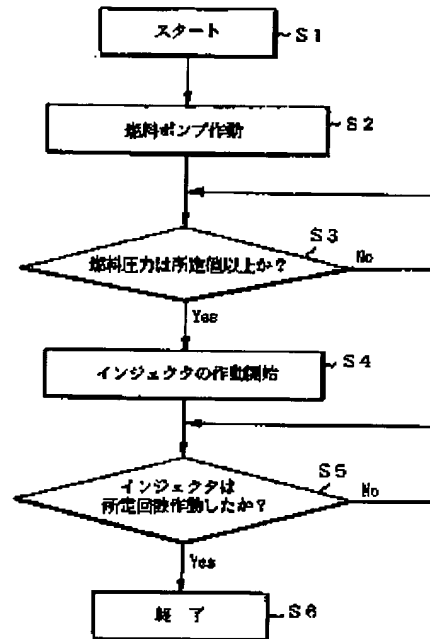 スタート
S1
燃料ポンプ作動
S2
燃料圧力は所定値以上か?
S3
No
Yes
インジェクタの作動開始
S4
インジェクタは
所定回数作動したか?
S5
No
Yes
終 了
S6